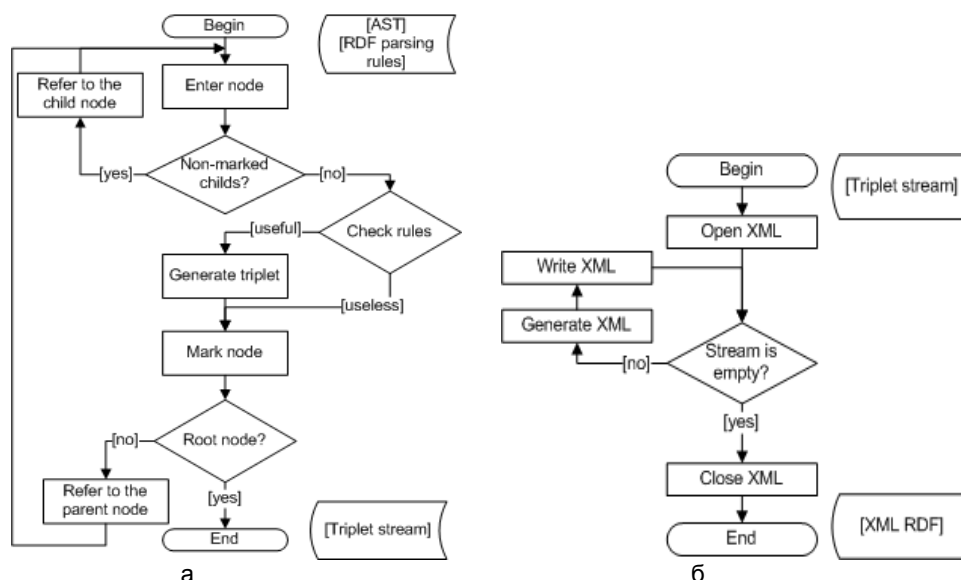 Begin
[AST]
[RDF parsing
rules]
Refer to the
child node
Enter node
Non-marked
childs?
[yes]
[no]
[useful]
Check rules
Generate triplet
[useless]
Mark node
Root node?
[no]
Refer to the
parent node
[yes]
End
[Triplet stream]
а
Begin
[Triplet stream]
Open XML
Write XML
Generate XML
Stream is
empty?
[no]
[yes]
Close XML
End
[XML RDF]
б